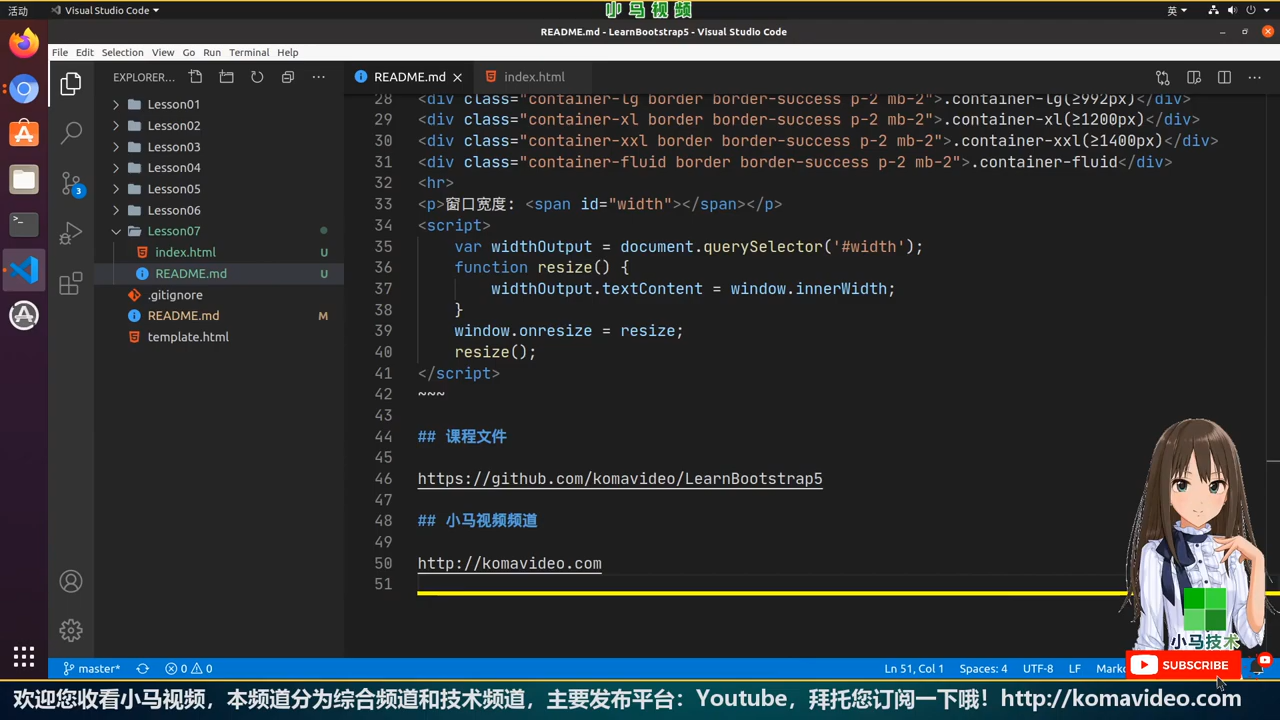 活动
Visual Studio Code
小马视频
英
README.md - LearnBootstrap5 - Visual Studio Code
File Edit Selection View Go Run Terminal Help
EXPLORER...
README.md
index.html
Lesson01
Lesson02
Lesson03
Lesson04
Lesson05
Lesson06
Lesson07
index.html U
README.md U
.gitignore
README.md M
template.html
3
28 <div class="container-lg border border-success p-2 mb-2">.container-lg(≥992px)</div>
29 <div class="container-xl border border-success p-2 mb-2">.container-xl(≥1200px)</div>
30 <div class="container-xxl border border-success p-2 mb-2">.container-xxl(≥1400px)</div>
31 <div class="container-fluid border border-success p-2 mb-2">.container-fluid</div>
32 <hr>
33 <p>窗口宽度: <span id="width"></span></p>
34 <script>
35 var widthOutput = document.querySelector('#width');
36 function resize() {
37 widthOutput.textContent = window.innerWidth;
38 }
39 window.onresize = resize;
40 resize();
41 </script>
42 ~~~
43
44 ## 课程文件
45
46 https://github.com/komavideo/LearnBootstrap5
47
48 ## 小马视频频道
49
50 http://komavideo.com
51
小马技术
SUBSCRIBE
master* 0 0 Ln 51, Col 1 Spaces: 4 UTF-8 LF
欢迎您收看小马视频，本频道分为综合频道和技术频道，主要发布平台：Youtube，拜托您订阅一下哦！http://komavideo.com